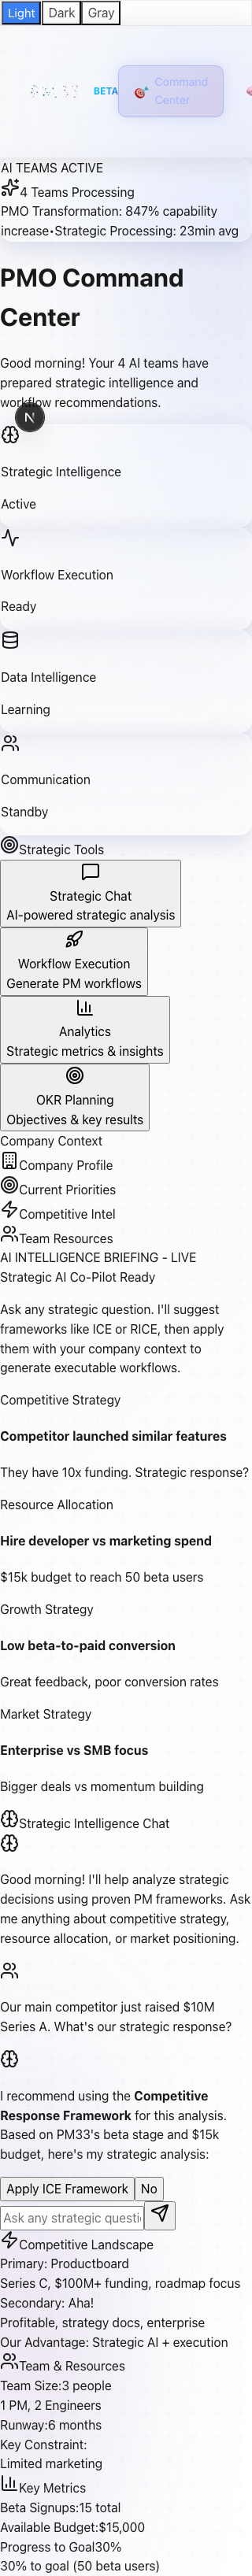 Light Dark Gray
BETA
Command
Center
AI TEAMS ACTIVE
4 Teams Processing
PMO Transformation: 847% capability
increase•Strategic Processing: 23min avg
PMO Command
Center
Good morning! Your 4 AI teams have
prepared strategic intelligence and
workflow recommendations.
N
Strategic Intelligence
Active
Workflow Execution
Ready
Data Intelligence
Learning
Communication
Standby
Strategic Tools
Strategic Chat
AI-powered strategic analysis
Workflow Execution
Generate PM workflows
Analytics
Strategic metrics & insights
OKR Planning
Objectives & key results
Company Context
Company Profile
Current Priorities
Competitive Intel
Team Resources
AI INTELLIGENCE BRIEFING - LIVE
Strategic AI Co-Pilot Ready
Ask any strategic question. I'll suggest
frameworks like ICE or RICE, then apply
them with your company context to
generate executable workflows.
Competitive Strategy
Competitor launched similar features
They have 10x funding. Strategic response?
Resource Allocation
Hire developer vs marketing spend
$15k budget to reach 50 beta users
Growth Strategy
Low beta-to-paid conversion
Great feedback, poor conversion rates
Market Strategy
Enterprise vs SMB focus
Bigger deals vs momentum building
Strategic Intelligence Chat
Good morning! I'll help analyze strategic
decisions using proven PM frameworks. Ask
me anything about competitive strategy,
resource allocation, or market positioning.
Our main competitor just raised $10M
Series A. What's our strategic response?
I recommend using the Competitive
Response Framework for this analysis.
Based on PM33's beta stage and $15k
budget, here's my strategic analysis:
Apply ICE Framework No
Ask any strategic questi
Competitive Landscape
Primary: Productboard
Series C, $100M+ funding, roadmap focus
Secondary: Aha!
Profitable, strategy docs, enterprise
Our Advantage: Strategic AI + execution
Team & Resources
Team Size:3 people
1 PM, 2 Engineers
Runway:6 months
Key Constraint:
Limited marketing
Key Metrics
Beta Signups:15 total
Available Budget:$15,000
Progress to Goal30%
30% to goal (50 beta users)